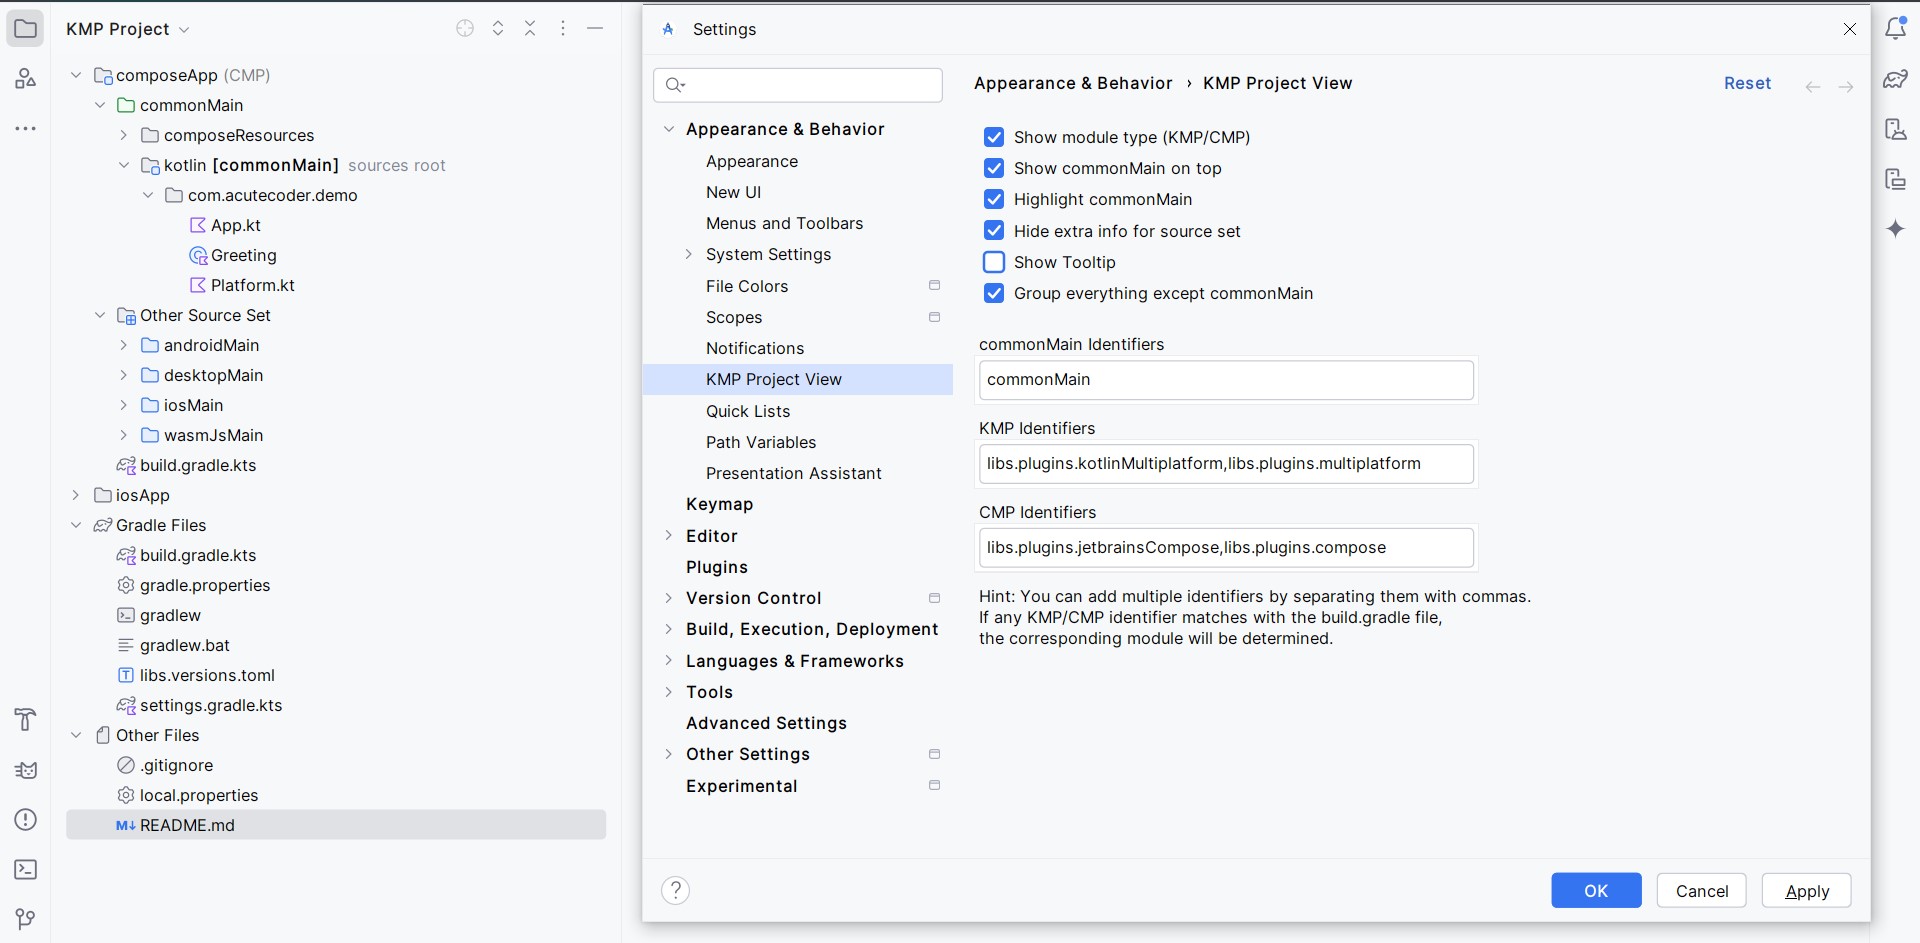 KMP Project
composeApp (CMP)
commonMain
composeResources
kotlin [commonMain] sources root
com.acutecoder.demo
App.kt
Greeting
Platform.kt
Other Source Set
androidMain
desktopMain
iosMain
wasmJsMain
build.gradle.kts
iosApp
Gradle Files
build.gradle.kts
gradle.properties
gradlew
gradlew.bat
T libs.versions.toml
settings.gradle.kts
Other Files
.gitignore
local.properties
M↓ README.md
Settings
Appearance & Behavior
Appearance
New UI
Menus and Toolbars
System Settings
File Colors
Scopes
Notifications
KMP Project View
Quick Lists
Path Variables
Presentation Assistant
Keymap
Editor
Plugins
Version Control
Build, Execution, Deployment
Languages & Frameworks
Tools
Advanced Settings
Other Settings
Experimental
Appearance & Behavior › KMP Project View
Reset
Show module type (KMP/CMP)
Show commonMain on top
Highlight commonMain
Hide extra info for source set
Show Tooltip
Group everything except commonMain
commonMain Identifiers
commonMain
KMP Identifiers
libs.plugins.kotlinMultiplatform,libs.plugins.multiplatform
CMP Identifiers
libs.plugins.jetbrainsCompose,libs.plugins.compose
Hint: You can add multiple identifiers by separating them with commas.
If any KMP/CMP identifier matches with the build.gradle file,
the corresponding module will be determined.
?
OK
Cancel
Apply